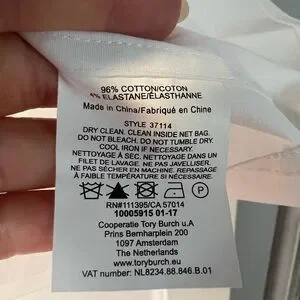 96% COTTON/COTON
4% ELASTANE/ÉLASTHANNE
Made in China/Fabriqué en Chine
STYLE 37114
DRY CLEAN. CLEAN INSIDE NET BAG.
DO NOT BLEACH. DO NOT TUMBLE DRY.
COOL IRON IF NECESSARY.
NETTOYAGE À SEC. NETTOYAGE DANS UN
FILET DE LAVAGE. NE PAS JAVELLISER.
NE PAS SÉCHER EN MACHINE. REPASSAGE
À FAIBLE TEMPÉRATURE SI NÉCESSAIRE.
P
RN#111395/CA 57014
10005915 01-17
Cooperatie Tory Burch u.A
Prins Bernharplein 200
1097 Amsterdam
The Netherlands
www.toryburch.com
VAT number: NL8234.88.846.B.01